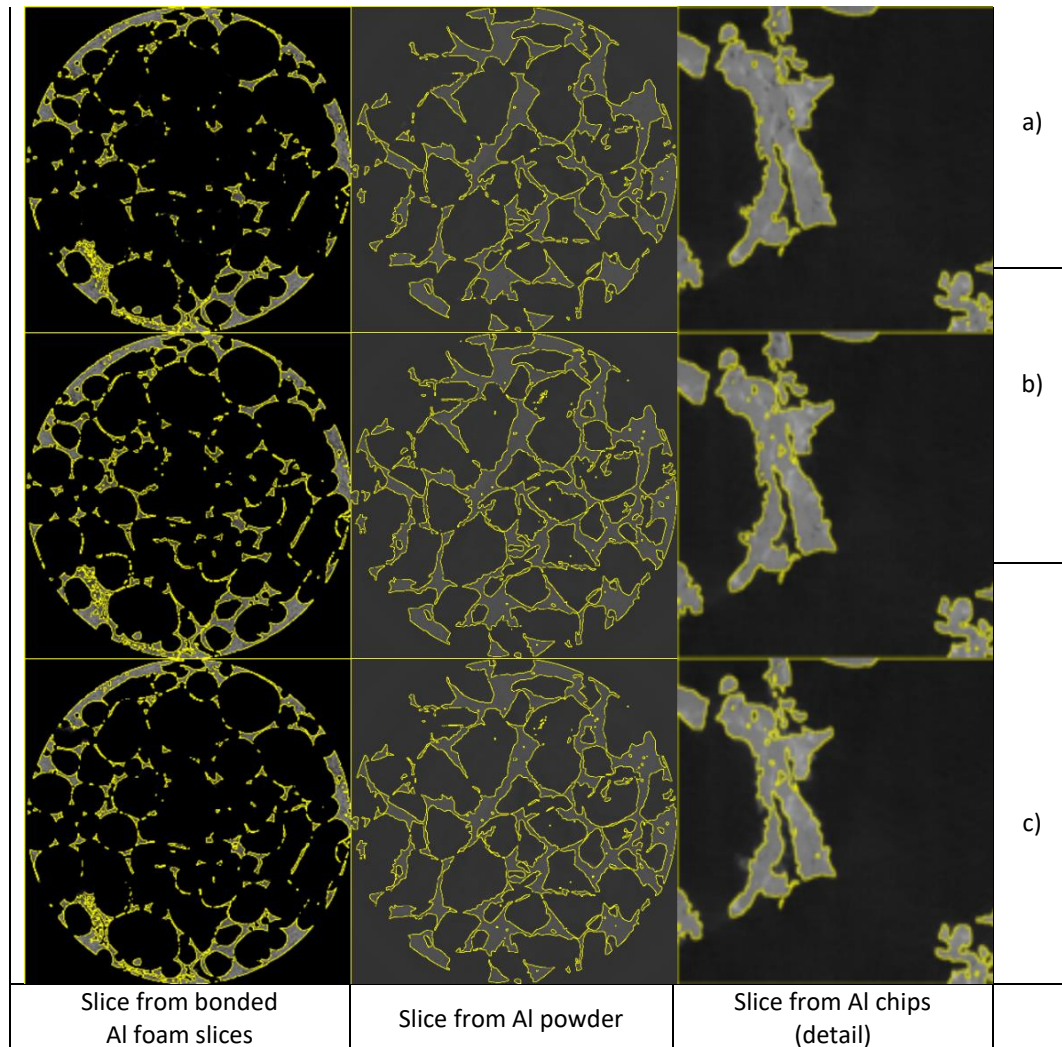 a)
b)
c)
Slice from bonded
Al foam slices
Slice from Al powder
Slice from Al chips
(detail)